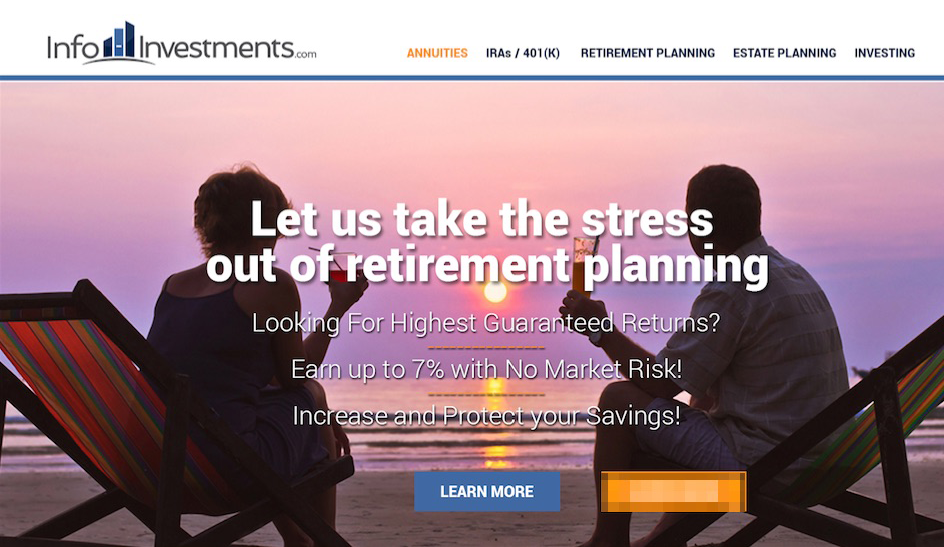 InfoInvestments.com
ANNUITIES IRAs / 401(K) RETIREMENT PLANNING ESTATE PLANNING INVESTING
Let us take the stress
out of retirement planning
Looking For Highest Guaranteed Returns?
Earn up to 7% with No Market Risk!
Increase and Protect your Savings!
LEARN MORE